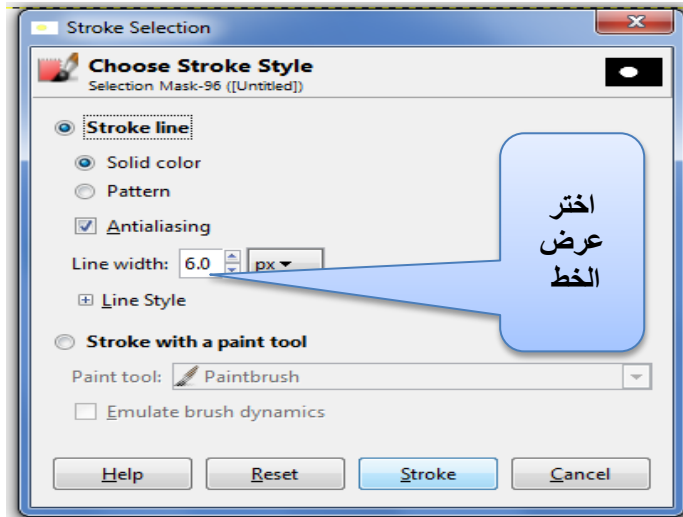 Stroke Selection
Choose Stroke Style
Selection Mask-96 ([Untitled])
Stroke line
Solid color
Pattern
Antialiasing
Line width: 6.0 px
Line Style
Stroke with a paint tool
Paint tool: Paintbrush
Emulate brush dynamics
Help Reset Stroke Cancel
اختر
عرض
الخط